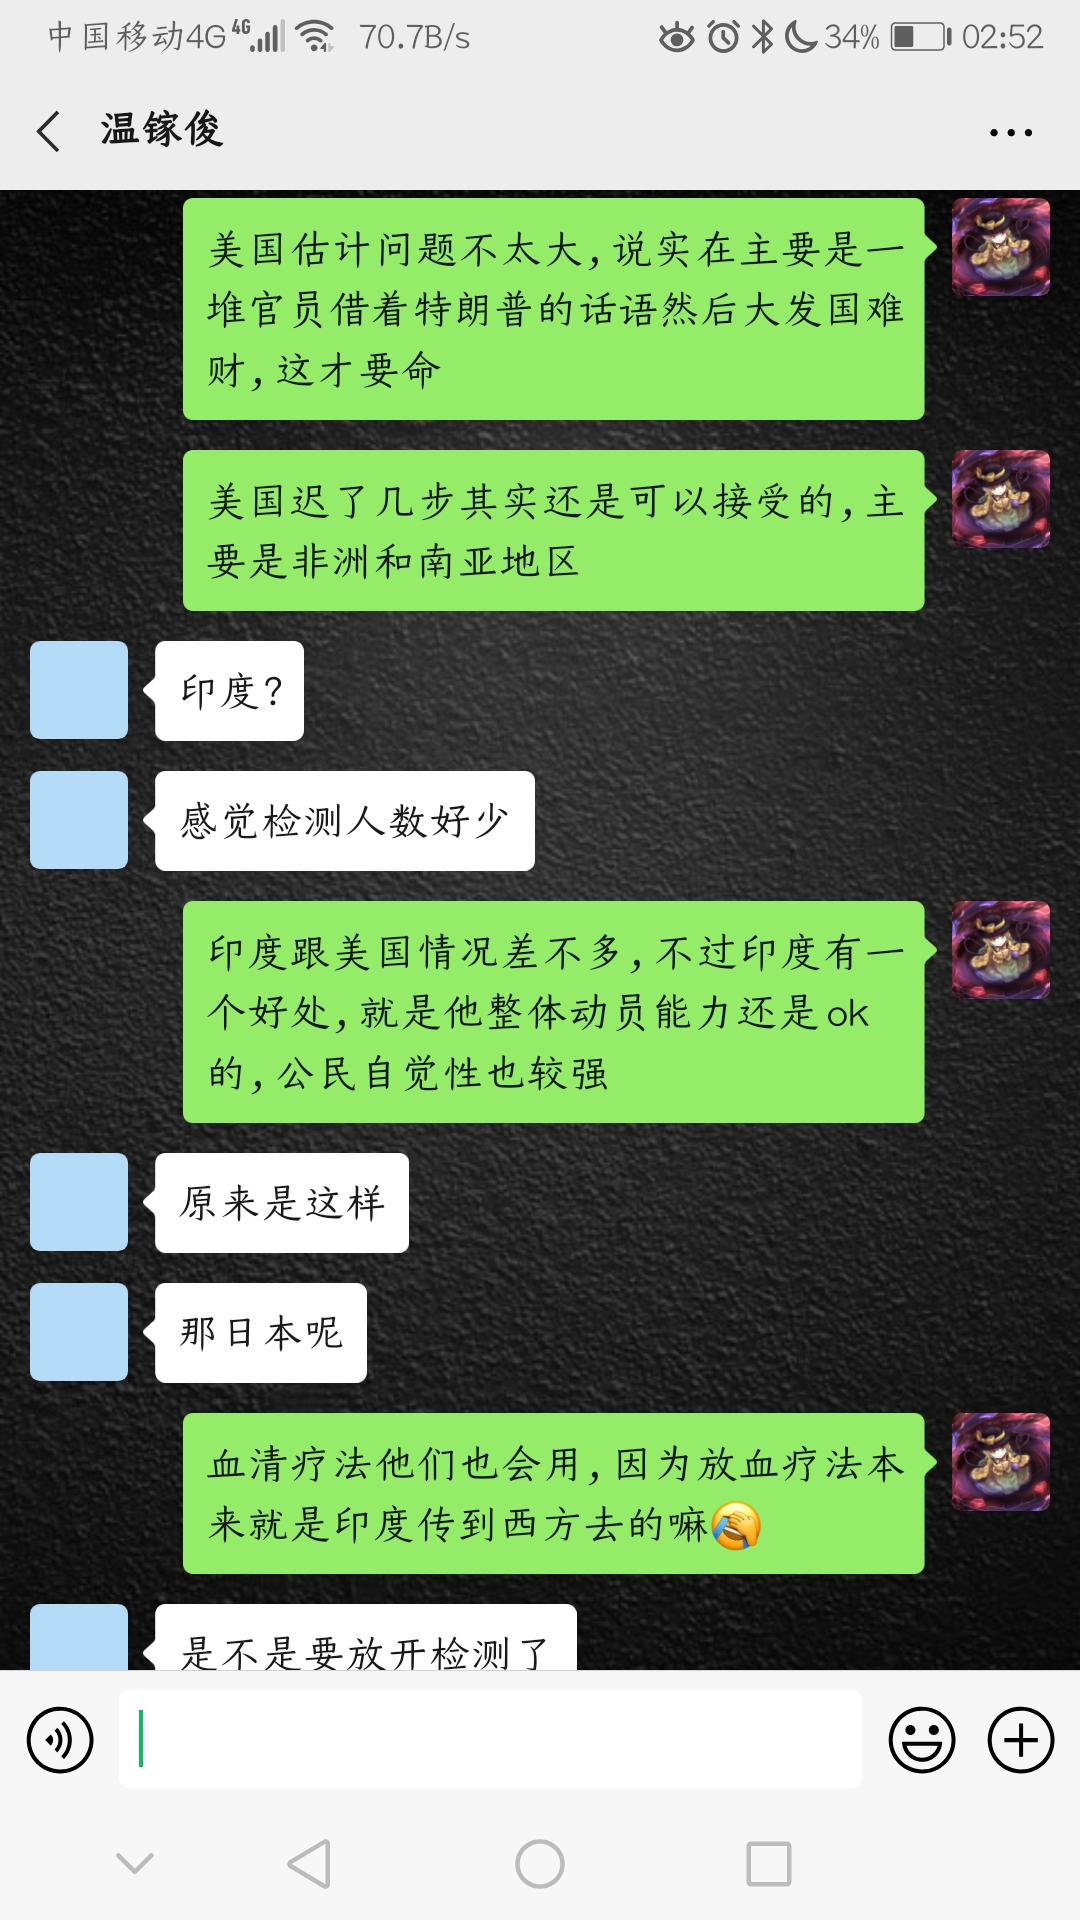 中国移动4G 4G 70.7B/s 34% 02:52
温镓俊
美国估计问题不太大,说实在主要是一
堆官员借着特朗普的话语然后大发国难
财,这才要命
美国迟了几步其实还是可以接受的,主
要是非洲和南亚地区
印度?
感觉检测人数好少
印度跟美国情况差不多,不过印度有一
个好处,就是他整体动员能力还是ok
的,公民自觉性也较强
原来是这样
那日本呢
血清疗法他们也会用,因为放血疗法本
来就是印度传到西方去的嘛🤦
是不是要放开检测了